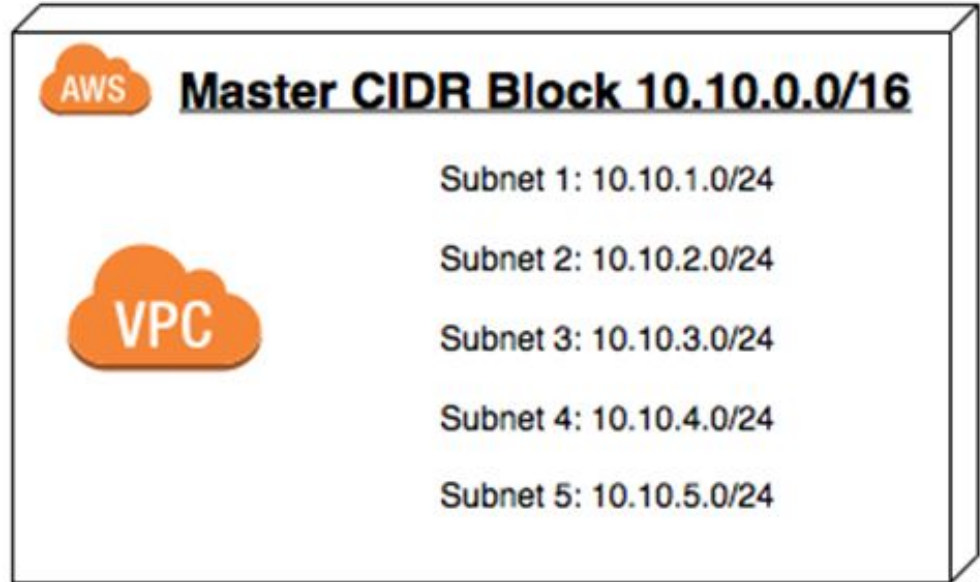 AWS
Master CIDR Block 10.10.0.0/16
Subnet 1: 10.10.1.0/24
Subnet 2: 10.10.2.0/24
VPC
Subnet 3: 10.10.3.0/24
Subnet 4: 10.10.4.0/24
Subnet 5: 10.10.5.0/24